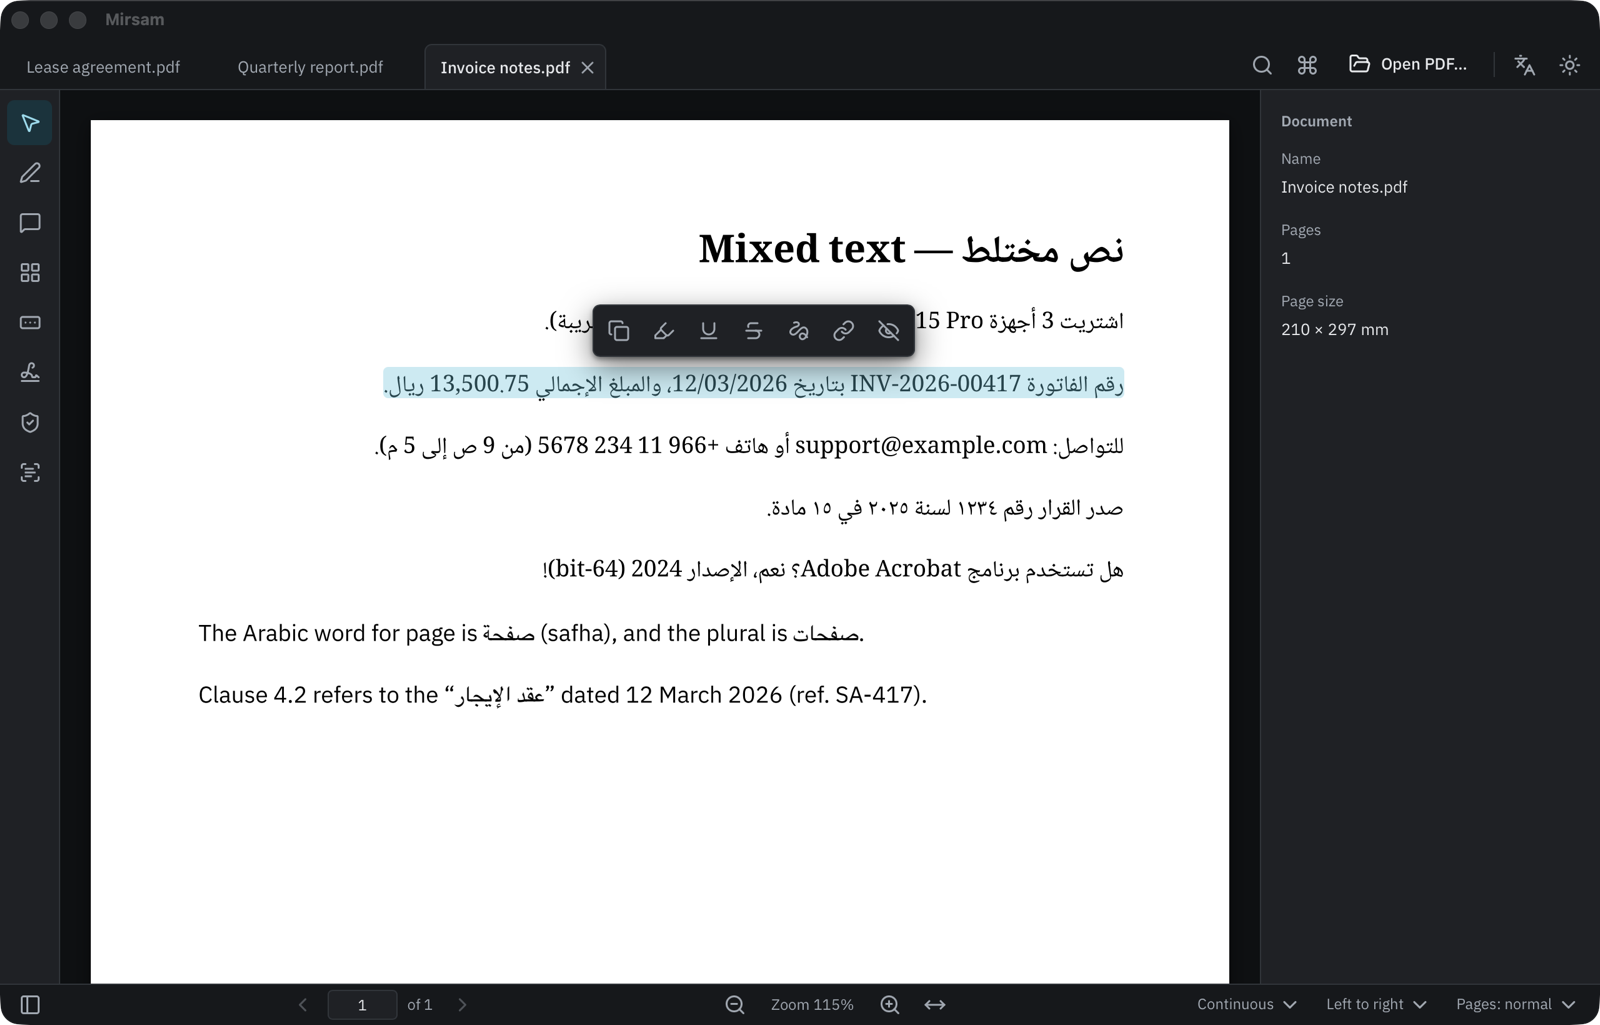 Mirsam
Lease agreement.pdf
Quarterly report.pdf
Invoice notes.pdf
Open PDF...
نص مختلط — Mixed text
اشتريت 3 أجهزة 15 Pro
رقم الفاتورة INV-2026-00417 بتاريخ 12/03/2026، والمبلغ الإجمالي 13,500.75 ريال.
للتواصل: support@example.com أو هاتف +966 11 234 5678 (من 9 ص إلى 5 م).
صدر القرار رقم ١٢٣٤ لسنة ٢٠٢٥ في ١٥ مادة.
هل تستخدم برنامج Adobe Acrobat؟ نعم، الإصدار 2024 (64-bit)!
The Arabic word for page is صفحة (safha), and the plural is صفحات.
Clause 4.2 refers to the “عقد الإيجار” dated 12 March 2026 (ref. SA-417).
Document
Name
Invoice notes.pdf
Pages
1
Page size
210 × 297 mm
1 of 1
Zoom 115%
Continuous
Left to right
Pages: normal